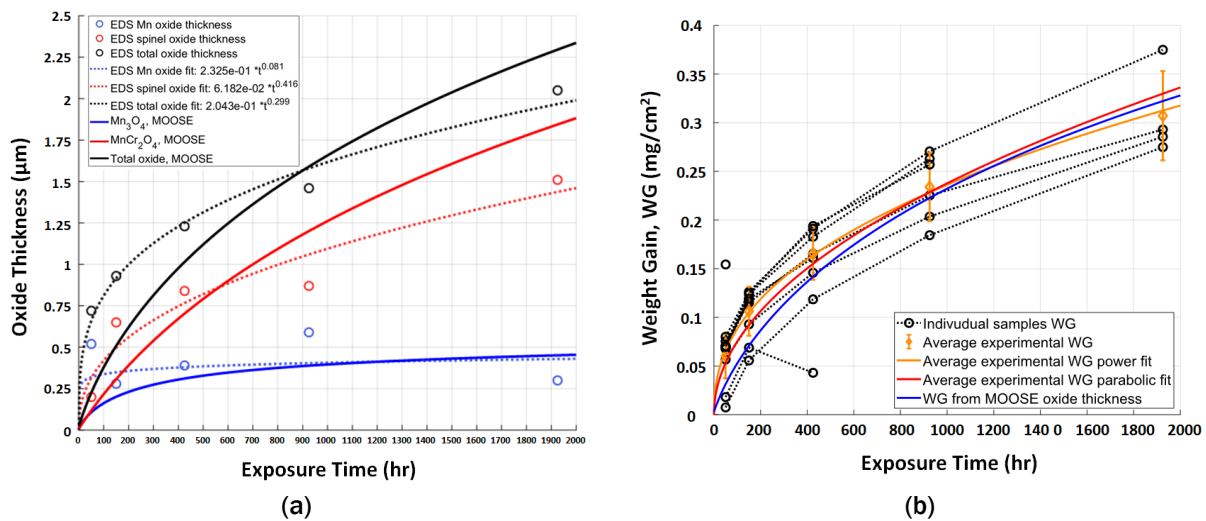 2.5
2.25
2
1.75
1.5
1.25
1
0.75
0.5
0.25
0
Oxide Thickness (µm)
EDS Mn oxide thickness
EDS spinel oxide thickness
EDS total oxide thickness
EDS Mn oxide fit: 2.325e-01 *t^0.081
EDS spinel oxide fit: 6.182e-02 *t^0.416
EDS total oxide fit: 2.043e-01 *t^0.299
Mn₃O₄, MOOSE
MnCr₂O₄, MOOSE
Total oxide, MOOSE
0 100 200 300 400 500 600 700 800 900 1000 1100 1200 1300 1400 1500 1600 1700 1800 1900 2000
Exposure Time (hr)
(a)
0.4
0.35
0.3
0.25
0.2
0.15
0.1
0.05
0
Weight Gain, WG (mg/cm²)
Indivudual samples WG
Average experimental WG
Average experimental WG power fit
Average experimental WG parabolic fit
WG from MOOSE oxide thickness
0 200 400 600 800 1000 1200 140 0 1600 1800 2000
Exposure Time (hr)
(b)